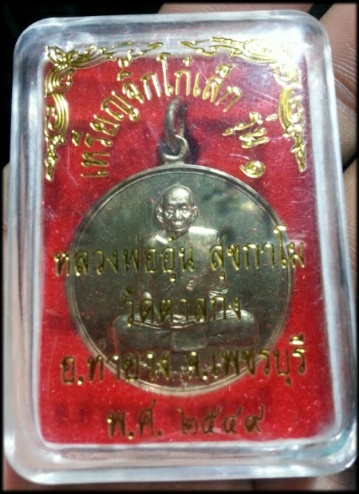 เหรียญจิ๊กโก๋เล็ก รุ่น ๑
หลวงพ่ออุ้น สุขกาโม
วัดตาลกง
อ.ท่ายาง จ.เพชรบุรี
พ.ศ. ๒๕๔๙